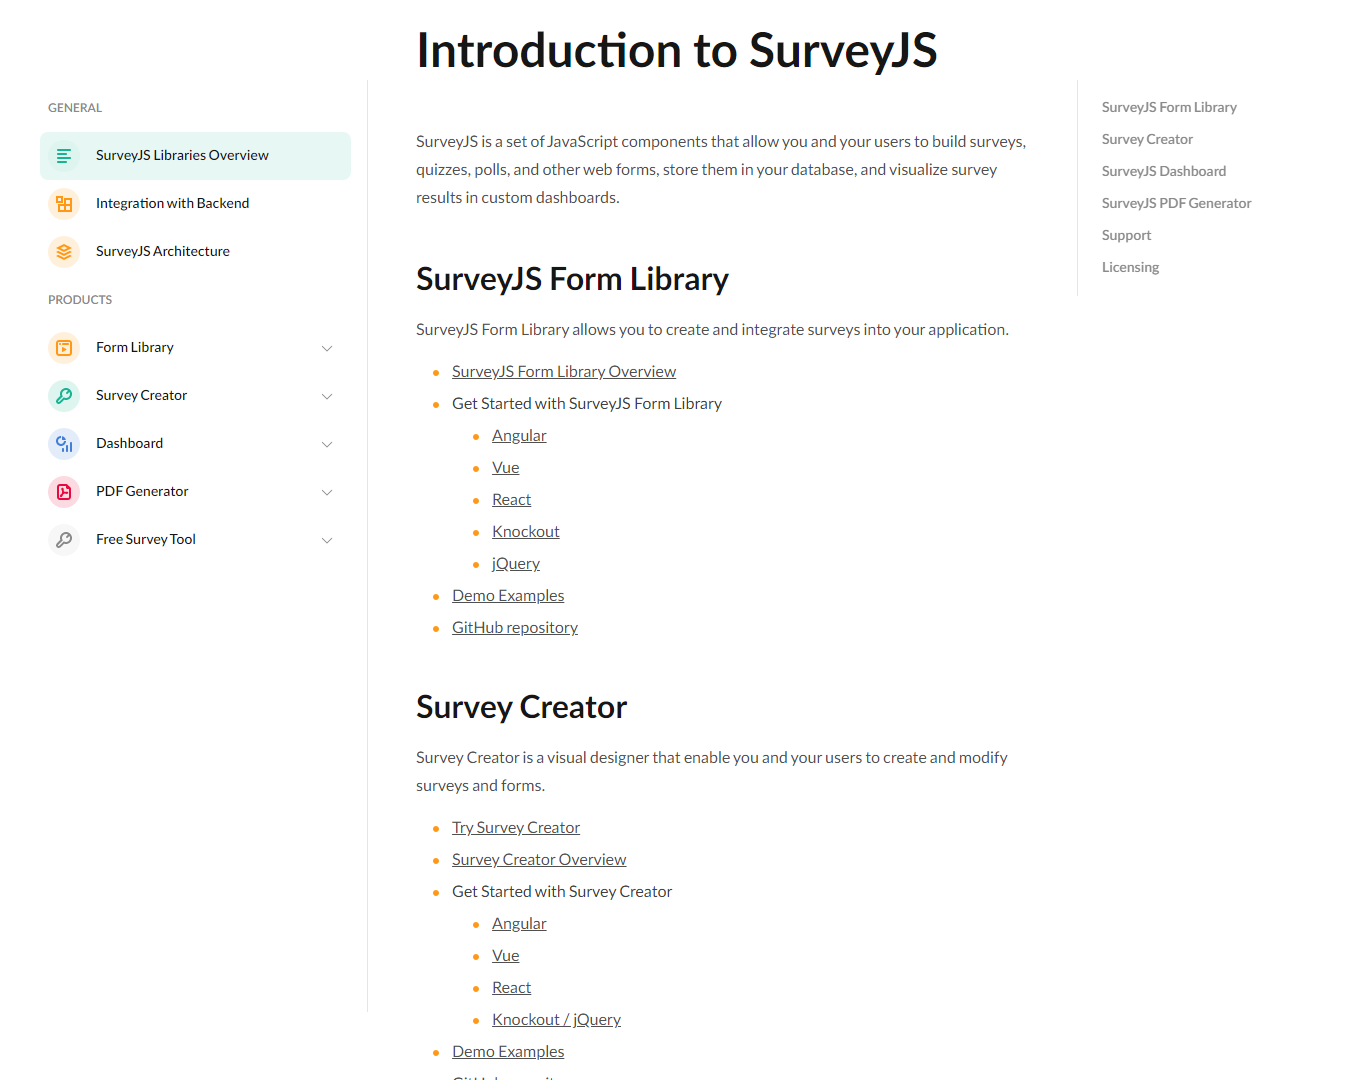 Introduction to SurveyJS
GENERAL
SurveyJS Libraries Overview
Integration with Backend
SurveyJS Architecture
PRODUCTS
Form Library
Survey Creator
Dashboard
PDF Generator
Free Survey Tool
SurveyJS is a set of JavaScript components that allow you and your users to build surveys,
quizzes, polls, and other web forms, store them in your database, and visualize survey
results in custom dashboards.
SurveyJS Form Library
SurveyJS Form Library allows you to create and integrate surveys into your application.
SurveyJS Form Library Overview
Get Started with SurveyJS Form Library
Angular
Vue
React
Knockout
jQuery
Demo Examples
GitHub repository
Survey Creator
Survey Creator is a visual designer that enable you and your users to create and modify
surveys and forms.
Try Survey Creator
Survey Creator Overview
Get Started with Survey Creator
Angular
Vue
React
Knockout / jQuery
Demo Examples
SurveyJS Form Library
Survey Creator
SurveyJS Dashboard
SurveyJS PDF Generator
Support
Licensing